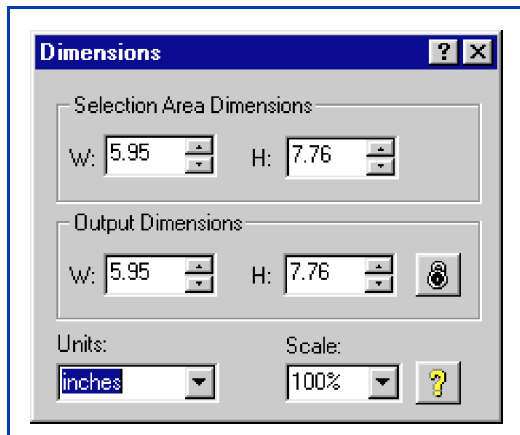 Dimensions
Selection Area Dimensions
W: 5.95 H: 7.76
Output Dimensions
W: 5.95 H: 7.76
Units: Scale:
inches 100%